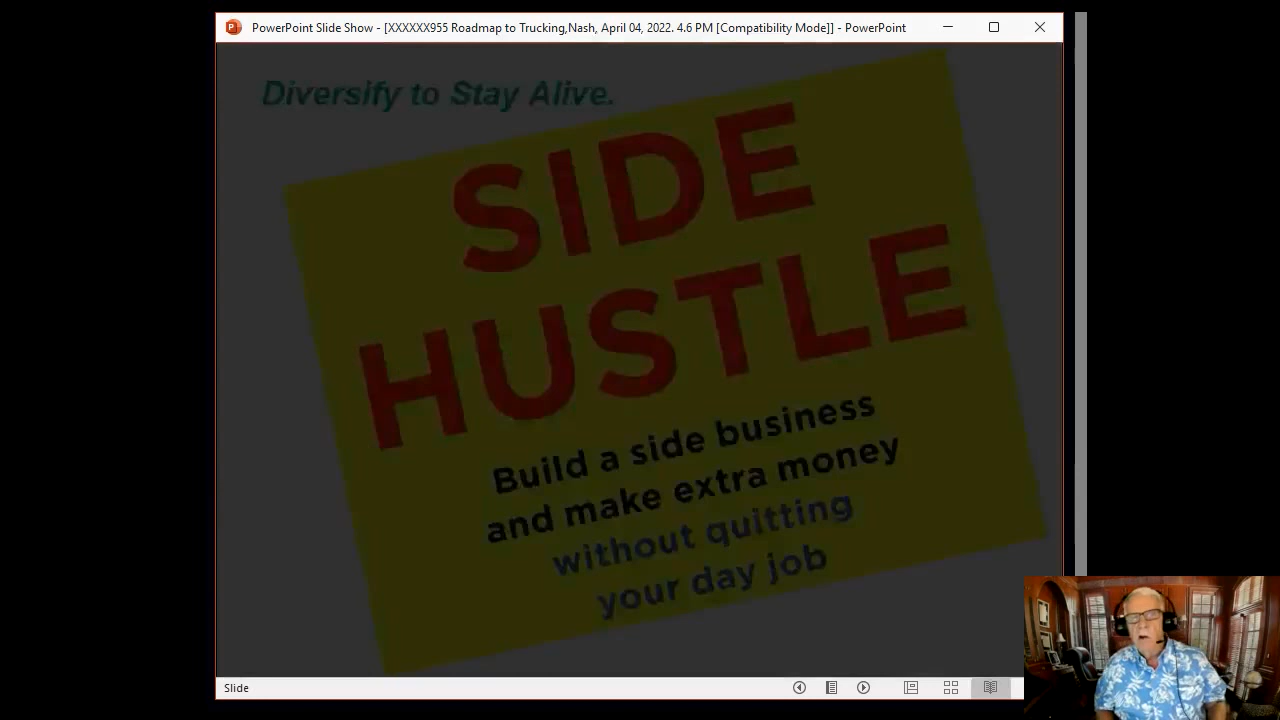 PowerPoint Slide Show - [XXXXXX955 Roadmap to Trucking,Nash, April 04, 2022. 4.6 PM [Compatibility Mode]] - PowerPoint
Diversify to Stay Alive.
SIDE
HUSTLE
Build a side business
and make extra money
without quitting
your day job
Slide